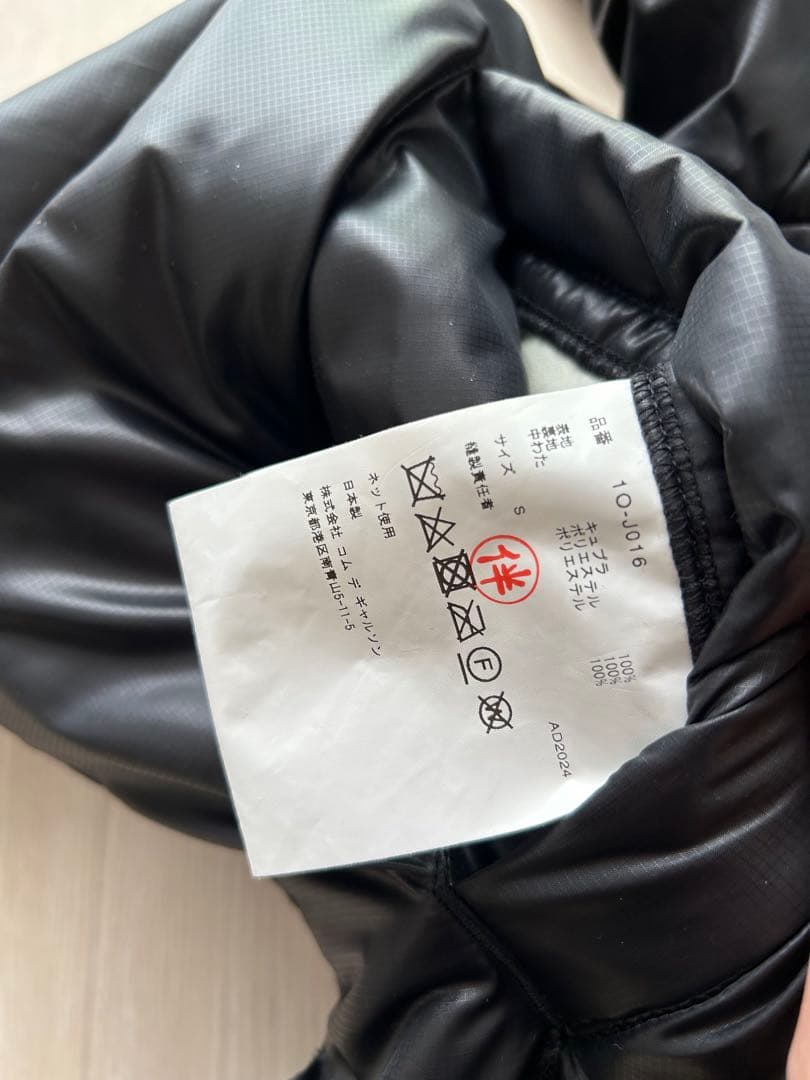 品番 1O-J016
表地 キュプラ 100%
裏地 ポリエステル 100%
中わた ポリエステル 100%
サイズ S AD2024
縫製責任者 伴
F
W
ネット使用
日本製
株式会社 コム デ ギャルソン
東京都港区南青山5-11-5